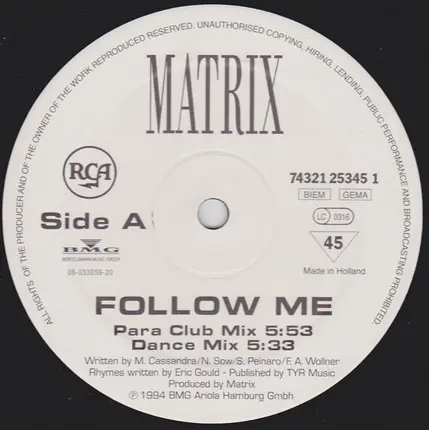 ALL RIGHTS OF THE PRODUCER AND OF THE OWNER OF THE WORK REPRODUCED RESERVED. UNAUTHORISED COPYING, HIRING, LENDING, PUBLIC PERFORMANCE AND BROADCASTING PROHIBITED.
MATRIX
RCA
74321 25345 1
BIEM GEMA
Side A
LC 0316
BMG
BERTELSMANN MUSIC GROUP
45
08-033059-20
Made in Holland
FOLLOW ME
Para Club Mix 5:53
Dance Mix 5:33
Written by M. Cassandra/N. Sow/S. Peinaro/F. A. Wollner
Rhymes written by Eric Gould - Published by TYR Music
Produced by Matrix
℗ 1994 BMG Ariola Hamburg Gmbh